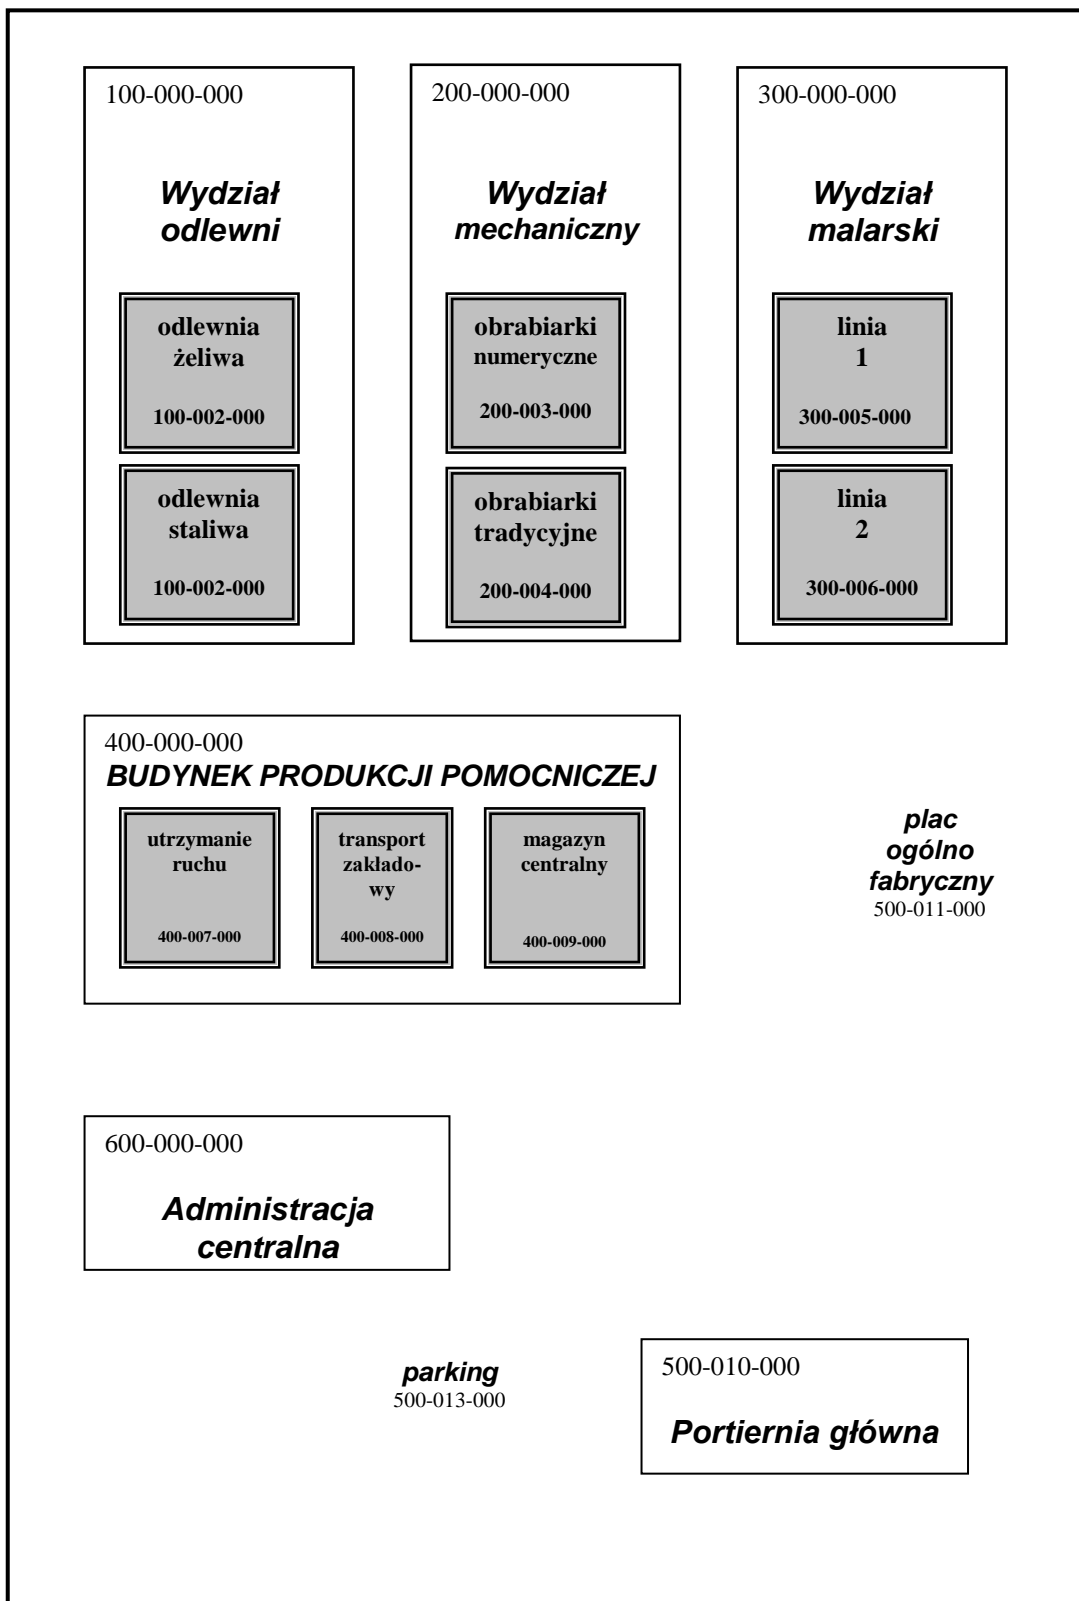 100-000-000
Wydział
odlewni
odlewnia
żeliwa
100-002-000
odlewnia
staliwa
100-002-000
200-000-000
Wydział
mechaniczny
obrabiarki
numeryczne
200-003-000
obrabiarki
tradycyjne
200-004-000
300-000-000
Wydział
malarski
linia
1
300-005-000
linia
2
300-006-000
400-000-000
BUDYNEK PRODUKCJI POMOCNICZEJ
utrzymanie
ruchu
400-007-000
transport
zakłado-
wy
400-008-000
magazyn
centralny
400-009-000
plac
ogólno
fabryczny
500-011-000
600-000-000
Administracja
centralna
parking
500-013-000
500-010-000
Portiernia główna